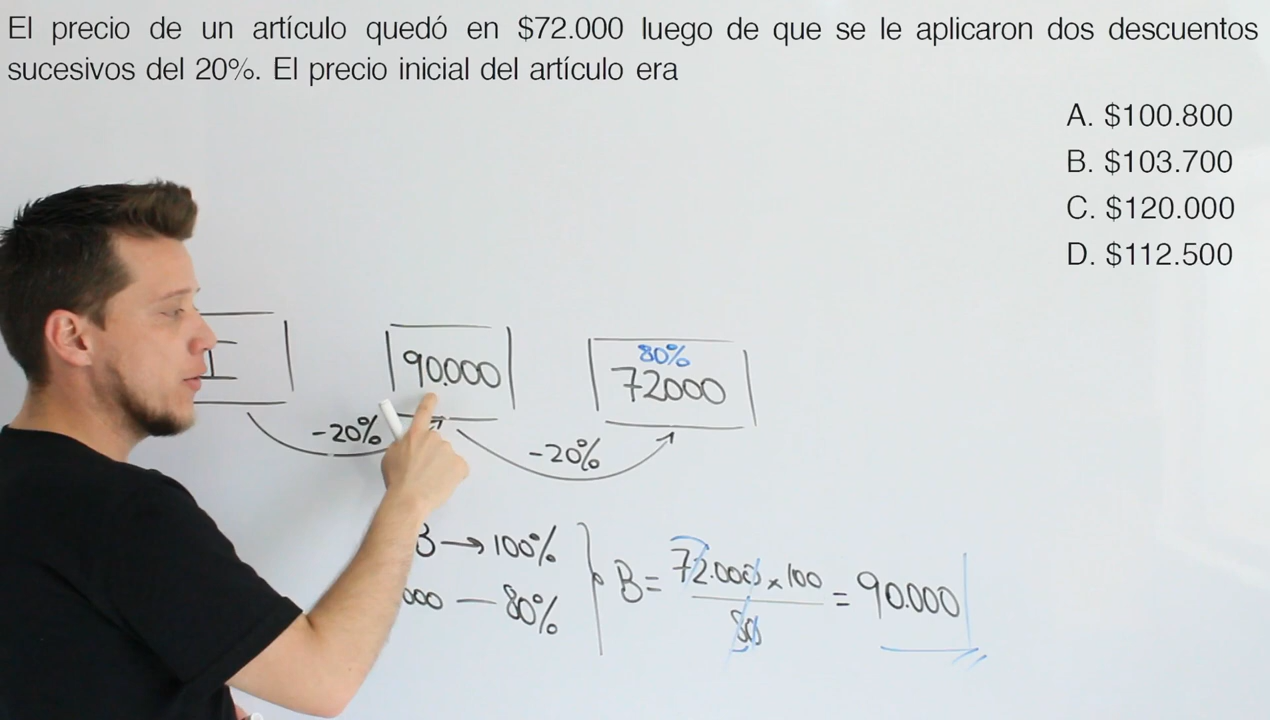 El precio de un artículo quedó en $72.000 luego de que se le aplicaron dos descuentos
sucesivos del 20%. El precio inicial del artículo era
A. $100.800
B. $103.700
C. $120.000
D. $112.500
I
90.000
80%
72000
-20%
-20%
B → 100%
000 — 80%
B = 72.000 x 100 / 80 = 90.000